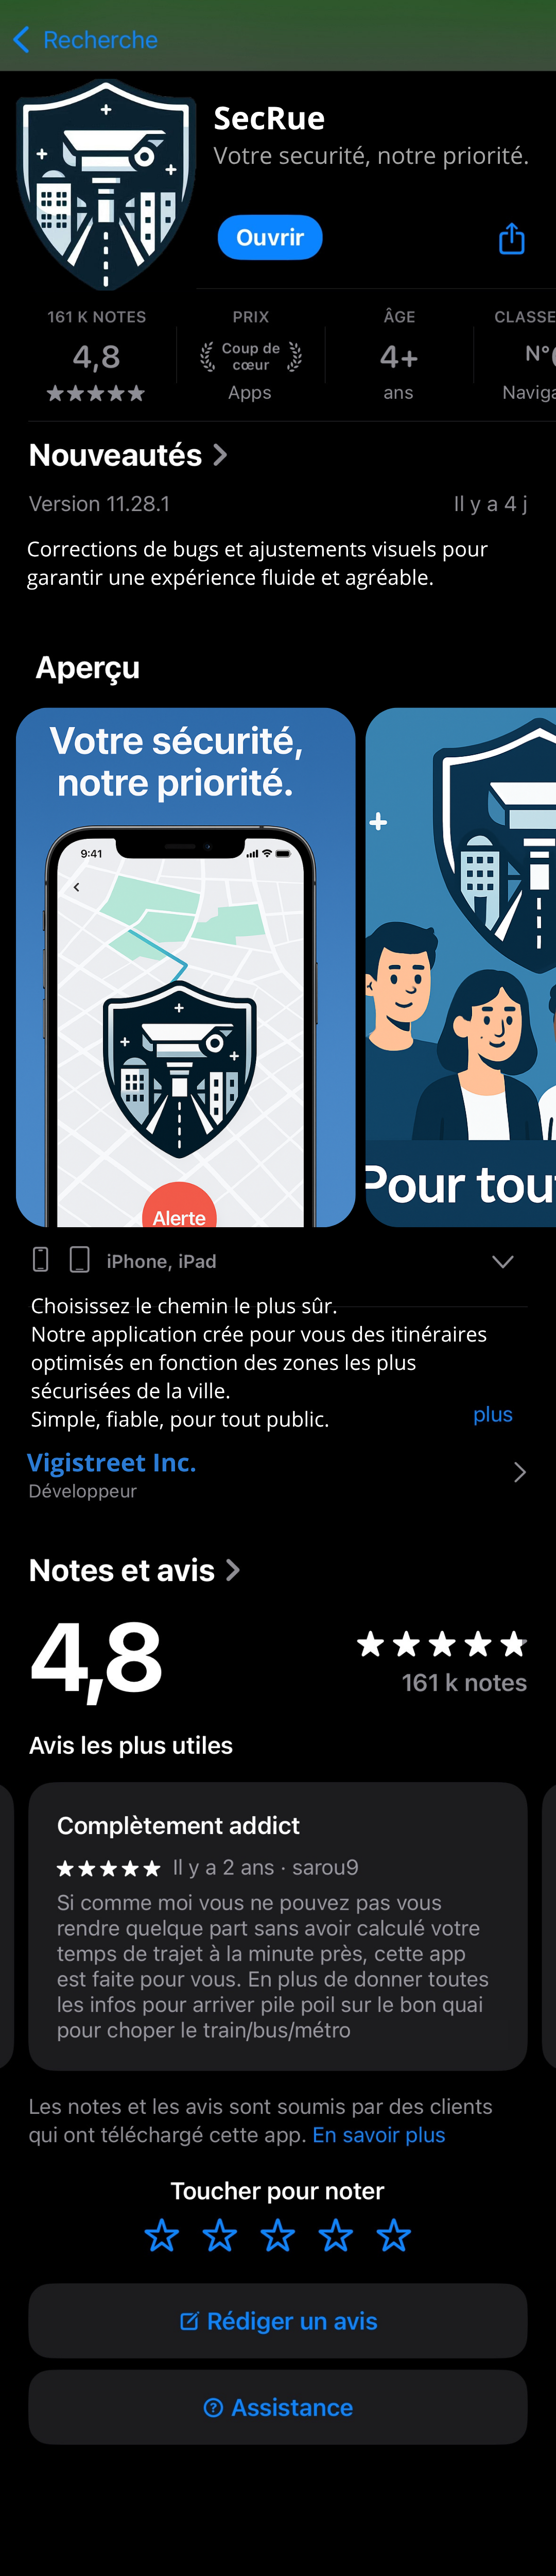 Recherche
SecRue
Votre securité, notre priorité.
Ouvrir
161 K NOTES
4,8
PRIX
Coup de
cœur
Apps
ÂGE
4+
ans
CLASSE
N°
Naviga
Nouveautés
Version 11.28.1
Il y a 4 j
Corrections de bugs et ajustements visuels pour
garantir une expérience fluide et agréable.
Aperçu
Votre sécurité,
notre priorité.
9:41
Alerte
Pour tou
iPhone, iPad
Choisissez le chemin le plus sûr.
Notre application crée pour vous des itinéraires
optimisés en fonction des zones les plus
sécurisées de la ville.
Simple, fiable, pour tout public.
plus
Vigistreet Inc.
Développeur
Notes et avis
4,8
161 k notes
Avis les plus utiles
Complètement addict
Il y a 2 ans · sarou9
Si comme moi vous ne pouvez pas vous
rendre quelque part sans avoir calculé votre
temps de trajet à la minute près, cette app
est faite pour vous. En plus de donner toutes
les infos pour arriver pile poil sur le bon quai
pour choper le train/bus/métro
Les notes et les avis sont soumis par des clients
qui ont téléchargé cette app. En savoir plus
Toucher pour noter
Rédiger un avis
Assistance